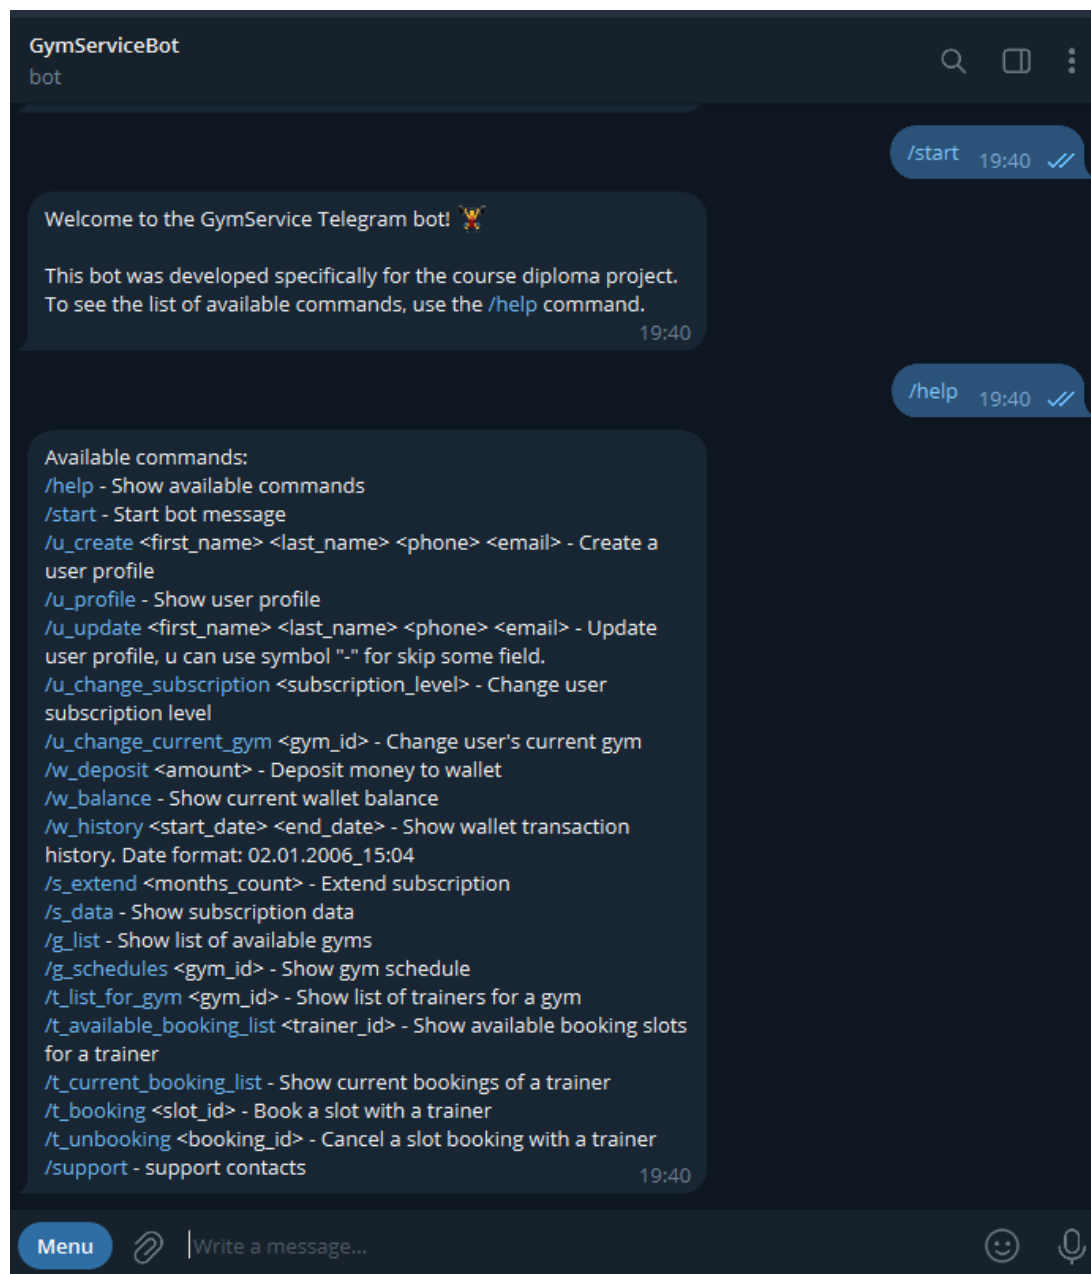 GymServiceBot
bot
/start 19:40
Welcome to the GymService Telegram bot! 🏋
This bot was developed specifically for the course diploma project.
To see the list of available commands, use the /help command.
19:40
/help 19:40
Available commands:
/help - Show available commands
/start - Start bot message
/u_create <first_name> <last_name> <phone> <email> - Create a
user profile
/u_profile - Show user profile
/u_update <first_name> <last_name> <phone> <email> - Update
user profile, u can use symbol "-" for skip some field.
/u_change_subscription <subscription_level> - Change user
subscription level
/u_change_current_gym <gym_id> - Change user's current gym
/w_deposit <amount> - Deposit money to wallet
/w_balance - Show current wallet balance
/w_history <start_date> <end_date> - Show wallet transaction
history. Date format: 02.01.2006_15:04
/s_extend <months_count> - Extend subscription
/s_data - Show subscription data
/g_list - Show list of available gyms
/g_schedules <gym_id> - Show gym schedule
/t_list_for_gym <gym_id> - Show list of trainers for a gym
/t_available_booking_list <trainer_id> - Show available booking slots
for a trainer
/t_current_booking_list - Show current bookings of a trainer
/t_booking <slot_id> - Book a slot with a trainer
/t_unbooking <booking_id> - Cancel a slot booking with a trainer
/support - support contacts
19:40
Menu
Write a message...